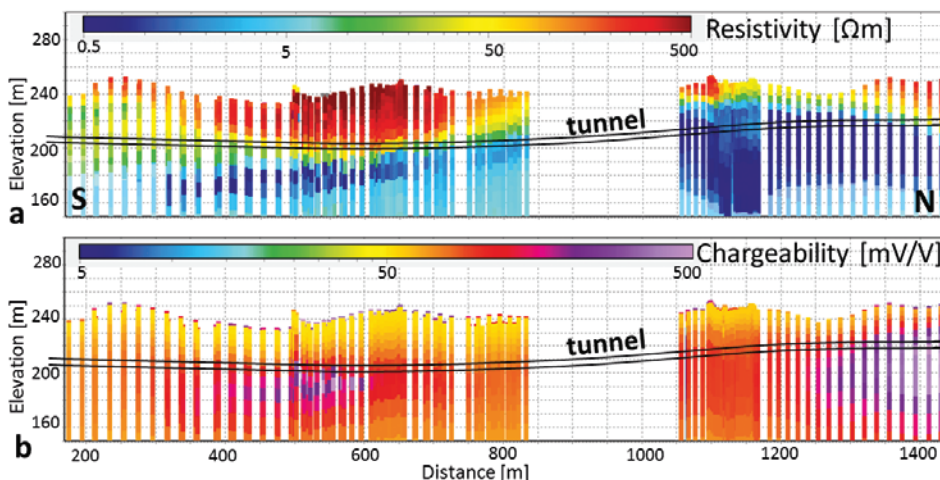 280
Resistivity [Ωm]
0.5 5 50 500
Elevation [m]
240
tunnel
200
160
S N
a
280
Chargeability [mV/V]
5 50 500
Elevation [m]
240
tunnel
200
160
b
200 400 600 800 1000 1200 1400
Distance [m]